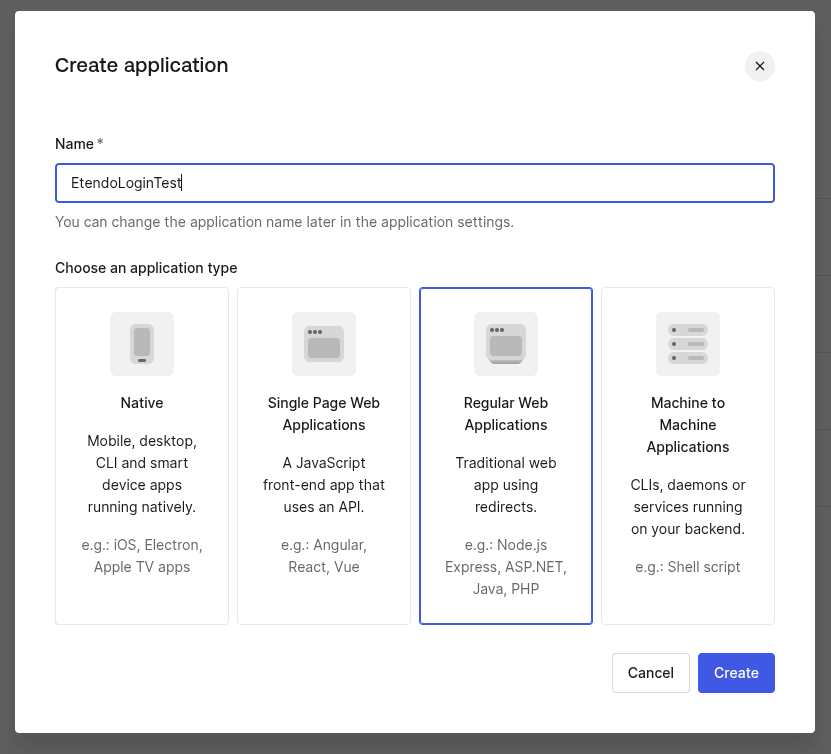 Create application
Name *
EtendoLoginTest
You can change the application name later in the application settings.
Choose an application type
Native
Mobile, desktop,
CLI and smart
device apps
running natively.
e.g.: iOS, Electron,
Apple TV apps
Single Page Web
Applications
A JavaScript
front-end app that
uses an API.
e.g.: Angular,
React, Vue
Regular Web
Applications
Traditional web
app using
redirects.
e.g.: Node.js
Express, ASP.NET,
Java, PHP
Machine to
Machine
Applications
CLIs, daemons or
services running
on your backend.
e.g.: Shell script
Cancel
Create